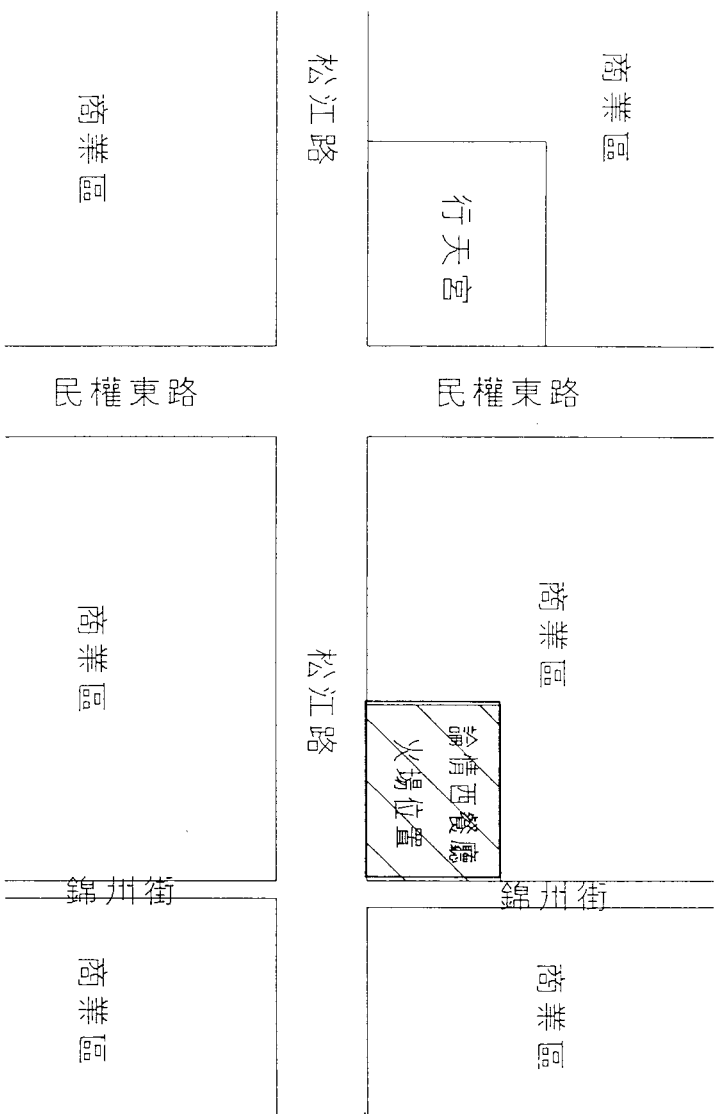 商業區
松江路
商業區
行天宮
民權東路
民權東路
商業區
商業區
松江路
論情西餐廳
火場位置
錦州街
錦州街
商業區
商業區